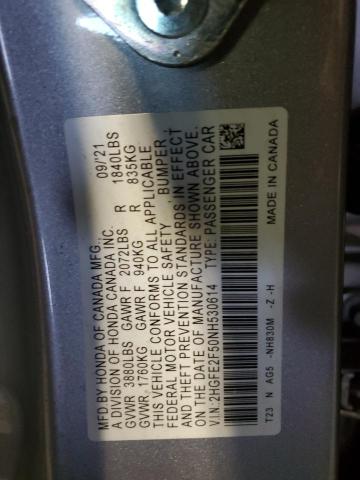 MFD BY HONDA OF CANADA MFG., 09/'21
A DIVISION OF HONDA CANADA INC.
GVWR 3880LBS GAWR F 2072LBS R 1840LBS
GVWR 1760KG GAWR F 940KG R 835KG
THIS VEHICLE CONFORMS TO ALL APPLICABLE
FEDERAL MOTOR VEHICLE SAFETY, BUMPER,
AND THEFT PREVENTION STANDARDS IN EFFECT
ON THE DATE OF MANUFACTURE SHOWN ABOVE.
V.I.N.:2HGFE2F50NH530614 TYPE: PASSENGER CAR
T23 N AG5 -NH830M -Z -H MADE IN CANADA